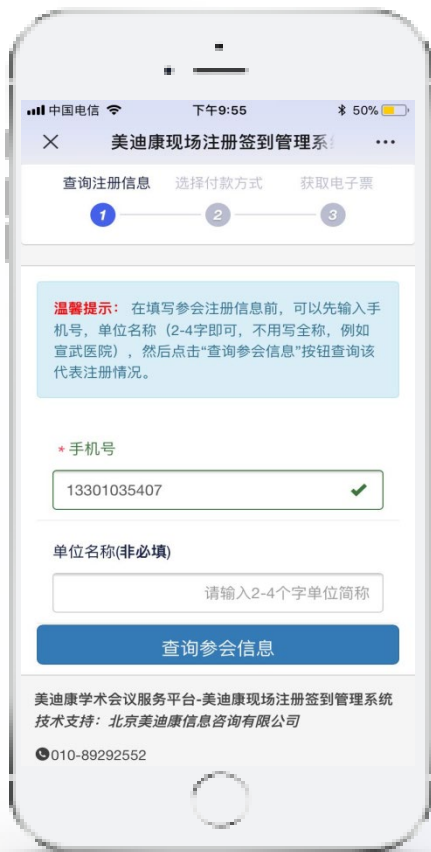 中国电信 下午9:55 50%
美迪康现场注册签到管理系 ...
查询注册信息 选择付款方式 获取电子票
1 2 3
温馨提示： 在填写参会注册信息前，可以先输入手
机号，单位名称（2-4字即可，不用写全称，例如
宣武医院），然后点击“查询参会信息”按钮查询该
代表注册情况。
*手机号
13301035407
单位名称(非必填)
请输入2-4个字单位简称
查询参会信息
美迪康学术会议服务平台-美迪康现场注册签到管理系统
技术支持：北京美迪康信息咨询有限公司
010-89292552